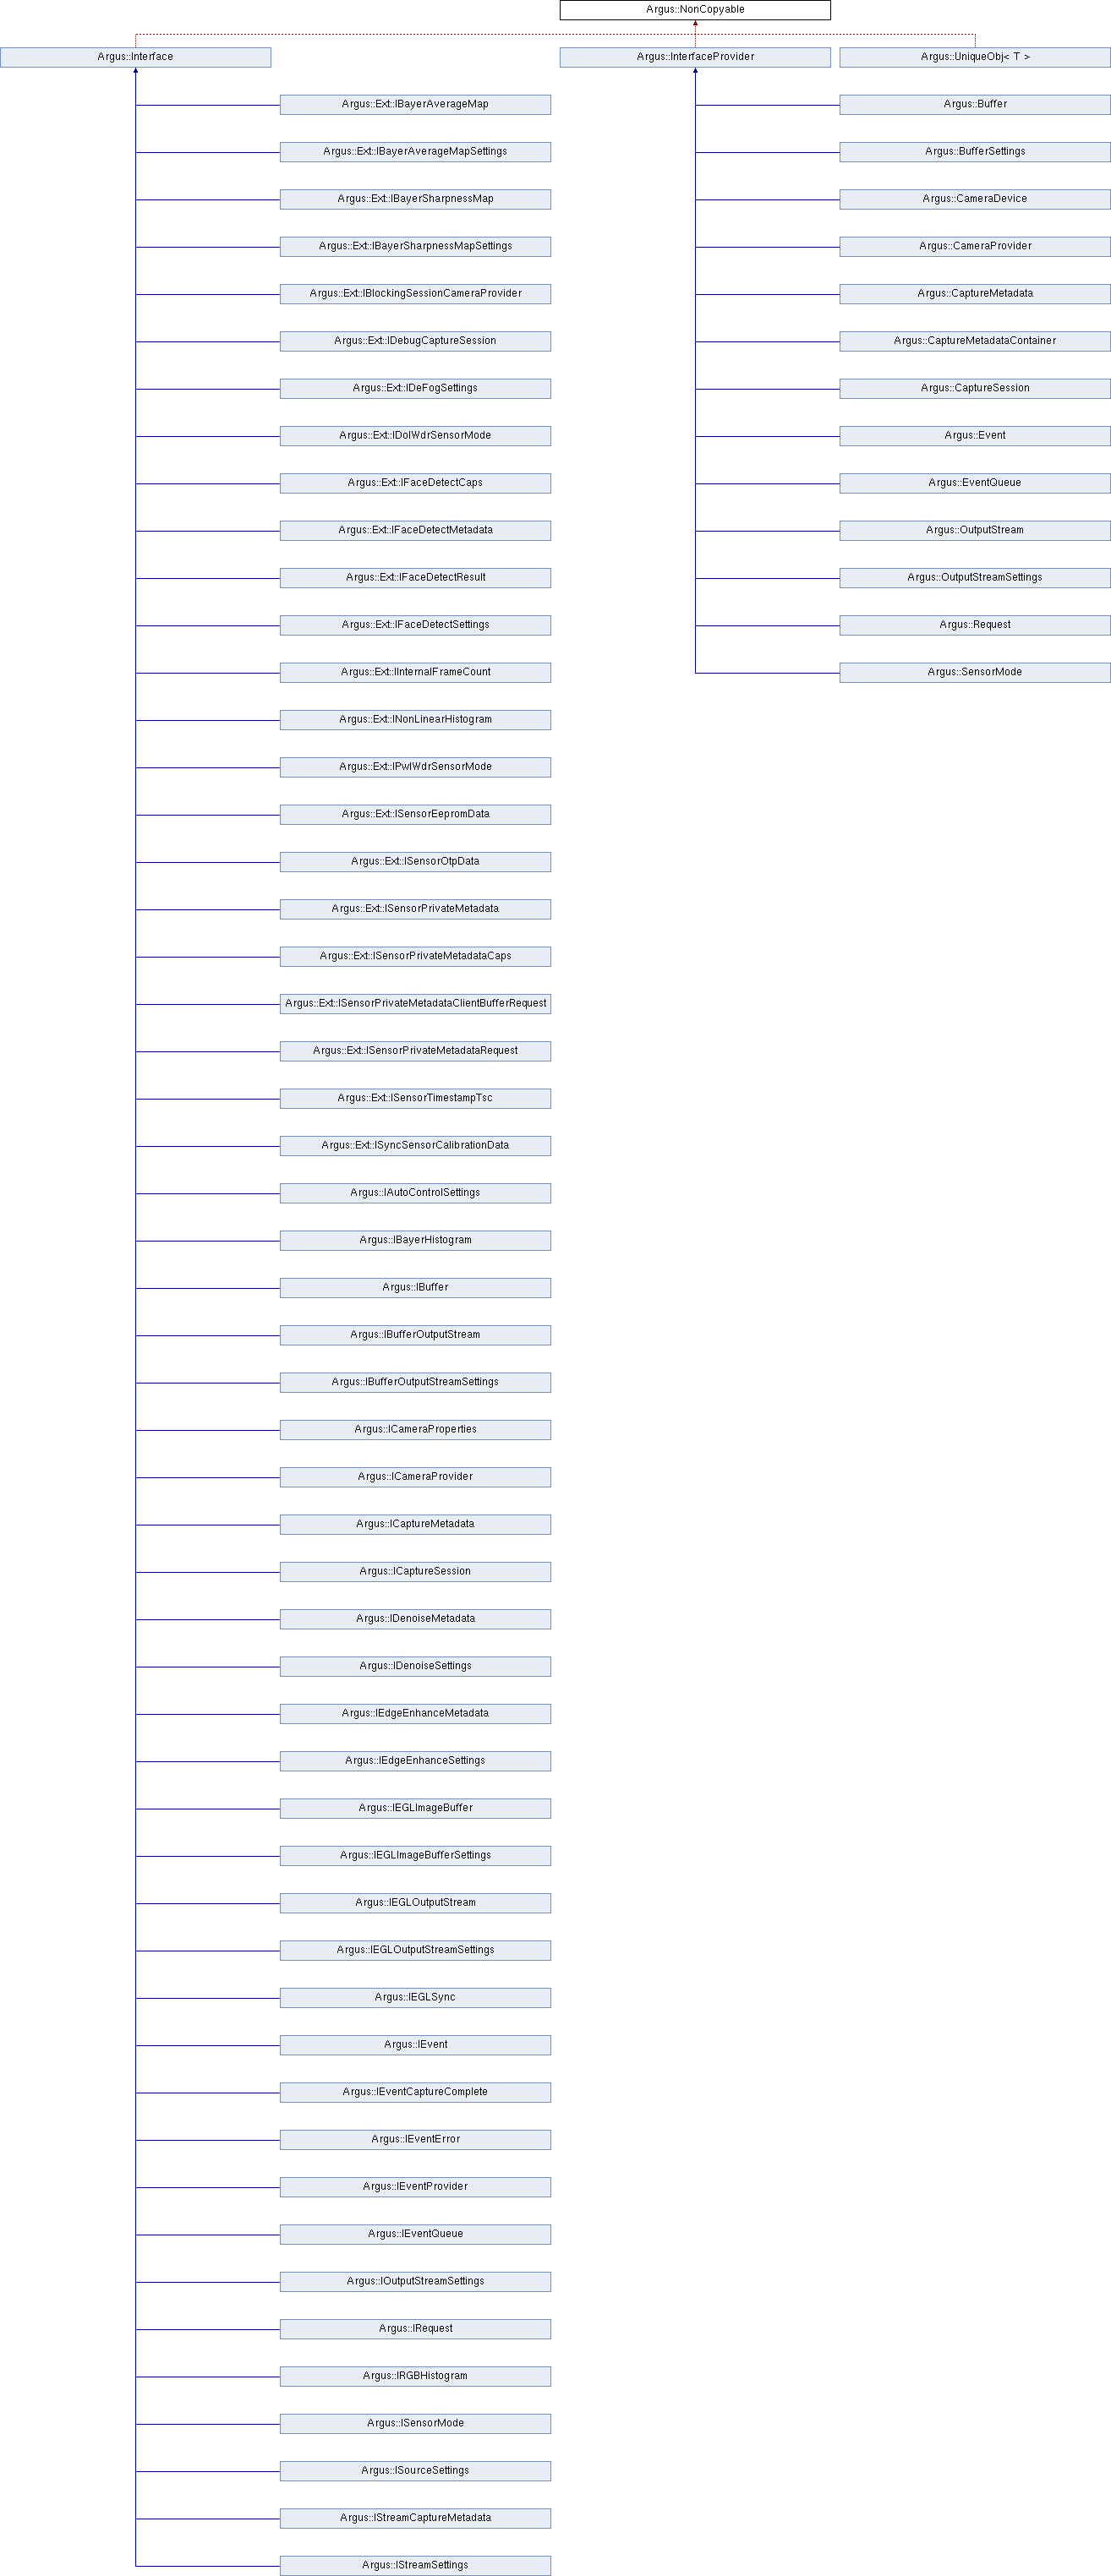 Argus::NonCopyable
Argus::Interface
Argus::InterfaceProvider
Argus::UniqueObj< T >
Argus::Ext::IBayerAverageMap
Argus::Buffer
Argus::Ext::IBayerAverageMapSettings
Argus::BufferSettings
Argus::Ext::IBayerSharpnessMap
Argus::CameraDevice
Argus::Ext::IBayerSharpnessMapSettings
Argus::CameraProvider
Argus::Ext::IBlockingSessionCameraProvider
Argus::CaptureMetadata
Argus::Ext::IDebugCaptureSession
Argus::CaptureMetadataContainer
Argus::Ext::IDeFogSettings
Argus::CaptureSession
Argus::Ext::IDolWdrSensorMode
Argus::Event
Argus::Ext::IFaceDetectCaps
Argus::EventQueue
Argus::Ext::IFaceDetectMetadata
Argus::OutputStream
Argus::Ext::IFaceDetectResult
Argus::OutputStreamSettings
Argus::Ext::IFaceDetectSettings
Argus::Request
Argus::Ext::IInternalFrameCount
Argus::SensorMode
Argus::Ext::INonLinearHistogram
Argus::Ext::IPwlWdrSensorMode
Argus::Ext::ISensorEepromData
Argus::Ext::ISensorOtpData
Argus::Ext::ISensorPrivateMetadata
Argus::Ext::ISensorPrivateMetadataCaps
Argus::Ext::ISensorPrivateMetadataClientBufferRequest
Argus::Ext::ISensorPrivateMetadataRequest
Argus::Ext::ISensorTimestampTsc
Argus::Ext::ISyncSensorCalibrationData
Argus::IAutoControlSettings
Argus::IBayerHistogram
Argus::IBuffer
Argus::IBufferOutputStream
Argus::IBufferOutputStreamSettings
Argus::ICameraProperties
Argus::ICameraProvider
Argus::ICaptureMetadata
Argus::ICaptureSession
Argus::IDenoiseMetadata
Argus::IDenoiseSettings
Argus::IEdgeEnhanceMetadata
Argus::IEdgeEnhanceSettings
Argus::IEGLImageBuffer
Argus::IEGLImageBufferSettings
Argus::IEGLOutputStream
Argus::IEGLOutputStreamSettings
Argus::IEGLSync
Argus::IEvent
Argus::IEventCaptureComplete
Argus::IEventError
Argus::IEventProvider
Argus::IEventQueue
Argus::IOutputStreamSettings
Argus::IRequest
Argus::IRGBHistogram
Argus::ISensorMode
Argus::ISourceSettings
Argus::IStreamCaptureMetadata
Argus::IStreamSettings